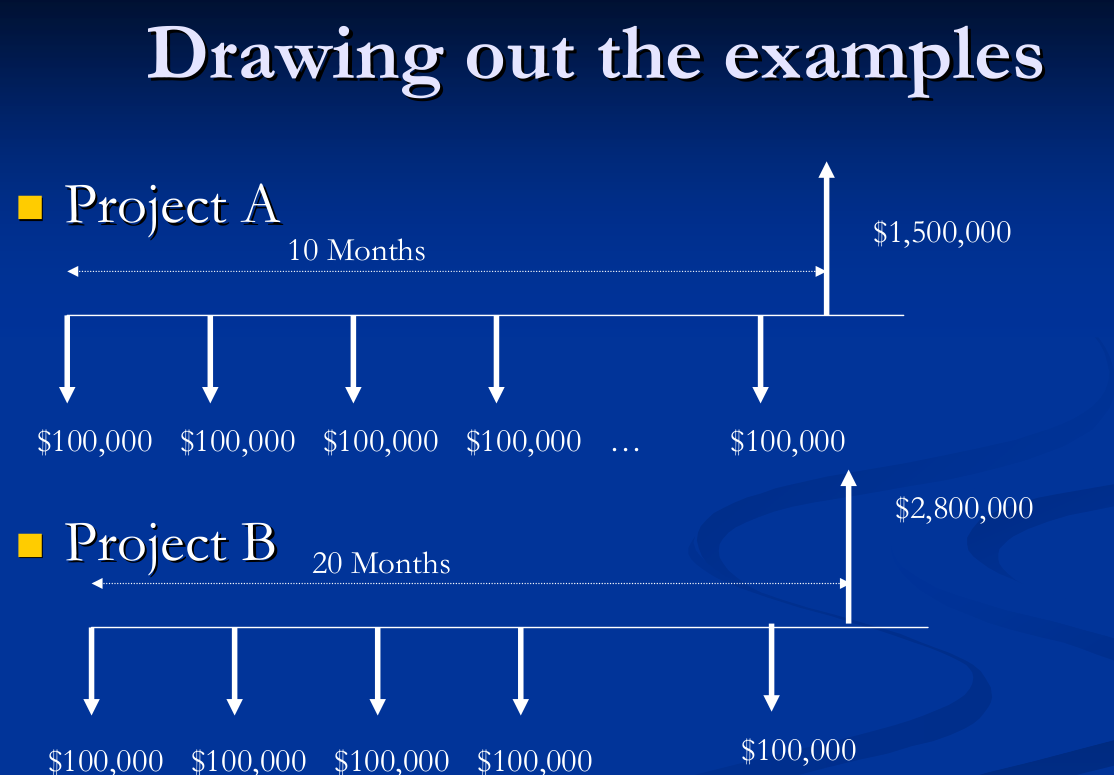 Drawing out the examples
Project A
$1,500,000
10 Months
$100,000 $100,000 $100,000 $100,000 … $100,000
$2,800,000
Project B
20 Months
$100,000 $100,000 $100,000 $100,000 $100,000